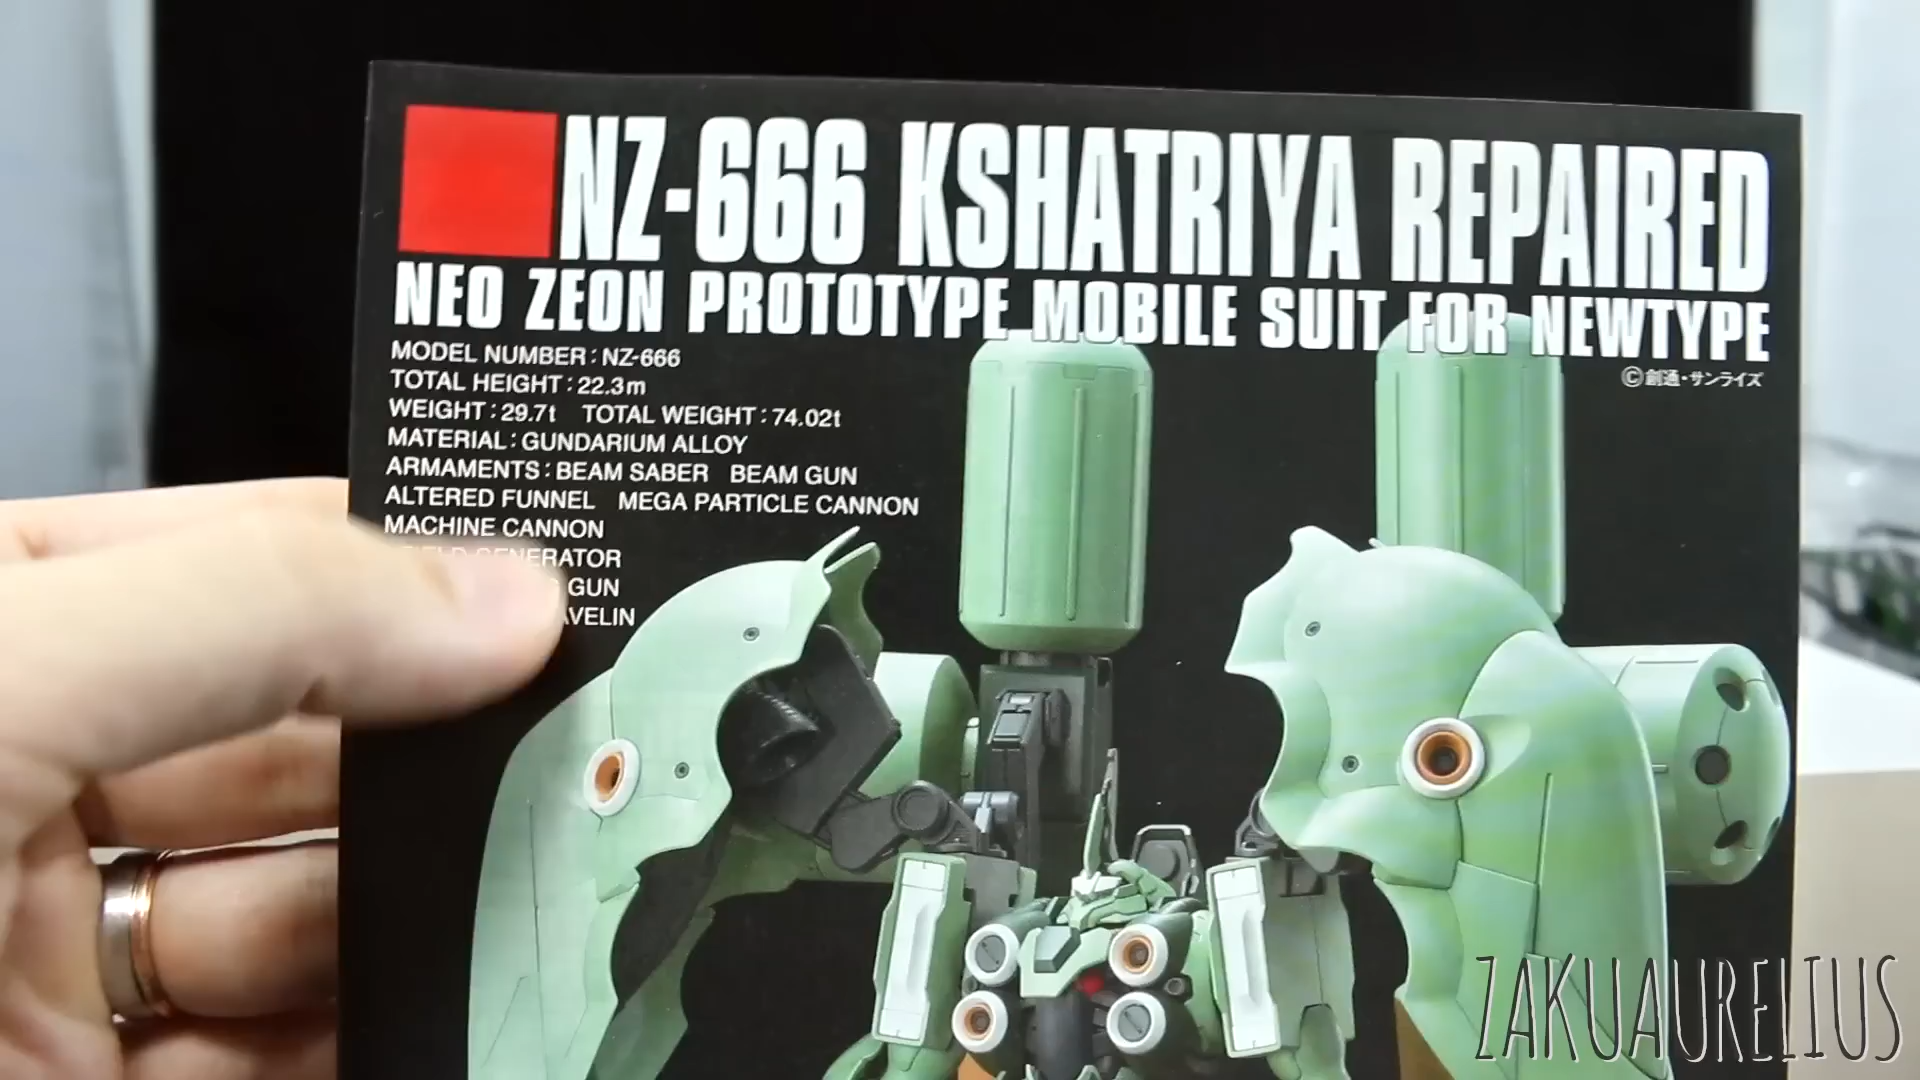 NZ-666 KSHATRIYA REPAIRED
NEO ZEON PROTOTYPE MOBILE SUIT FOR NEWTYPE
©創通・サンライズ
MODEL NUMBER : NZ-666
TOTAL HEIGHT : 22.3m
WEIGHT : 29.7t TOTAL WEIGHT : 74.02t
MATERIAL : GUNDARIUM ALLOY
ARMAMENTS : BEAM SABER BEAM GUN
ALTERED FUNNEL MEGA PARTICLE CANNON
MACHINE CANNON
GENERATOR
GUN
ZAKUAURELIUS